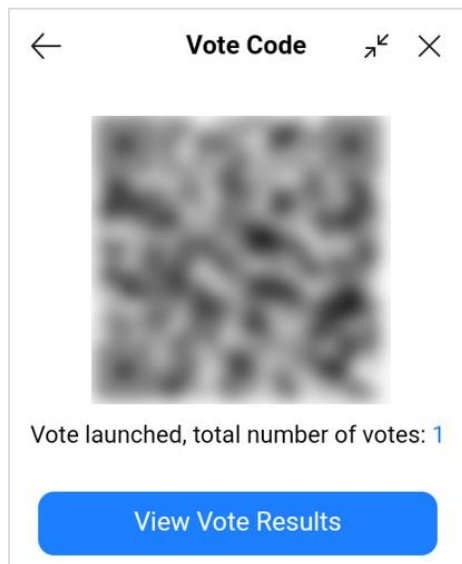 Vote Code
Vote launched, total number of votes: 1
View Vote Results